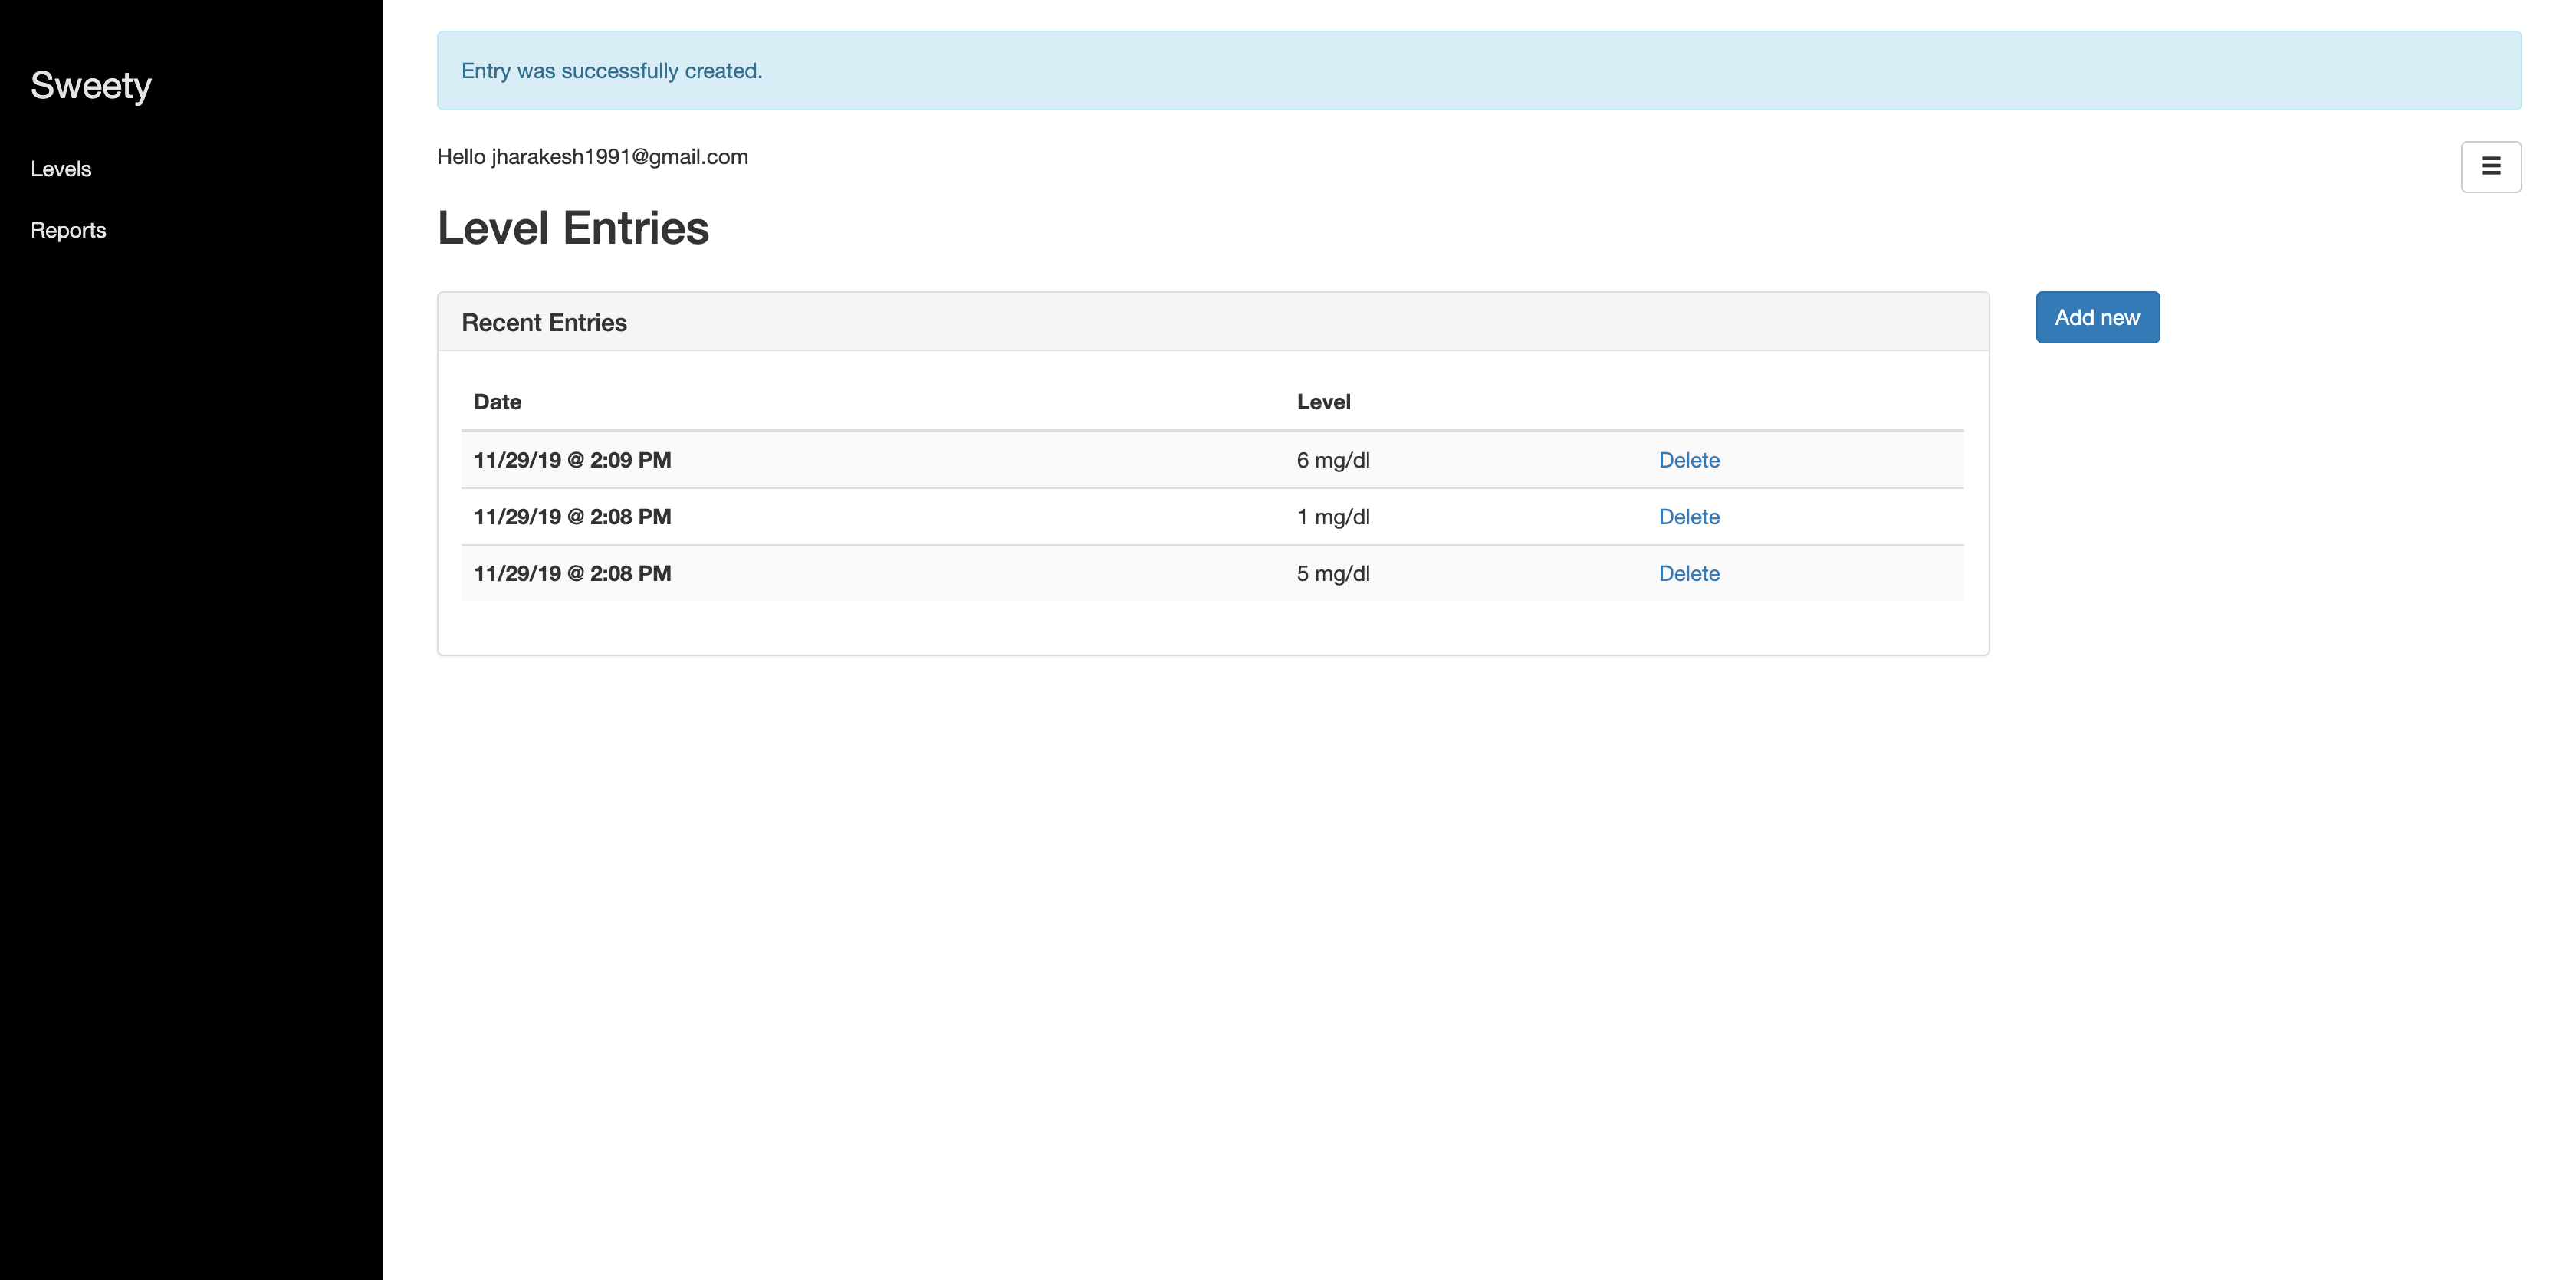 Sweety
Levels
Reports
Entry was successfully created.
Hello jharakesh1991@gmail.com
Level Entries
Recent Entries
Add new
Date Level
11/29/19 @ 2:09 PM 6 mg/dl Delete
11/29/19 @ 2:08 PM 1 mg/dl Delete
11/29/19 @ 2:08 PM 5 mg/dl Delete